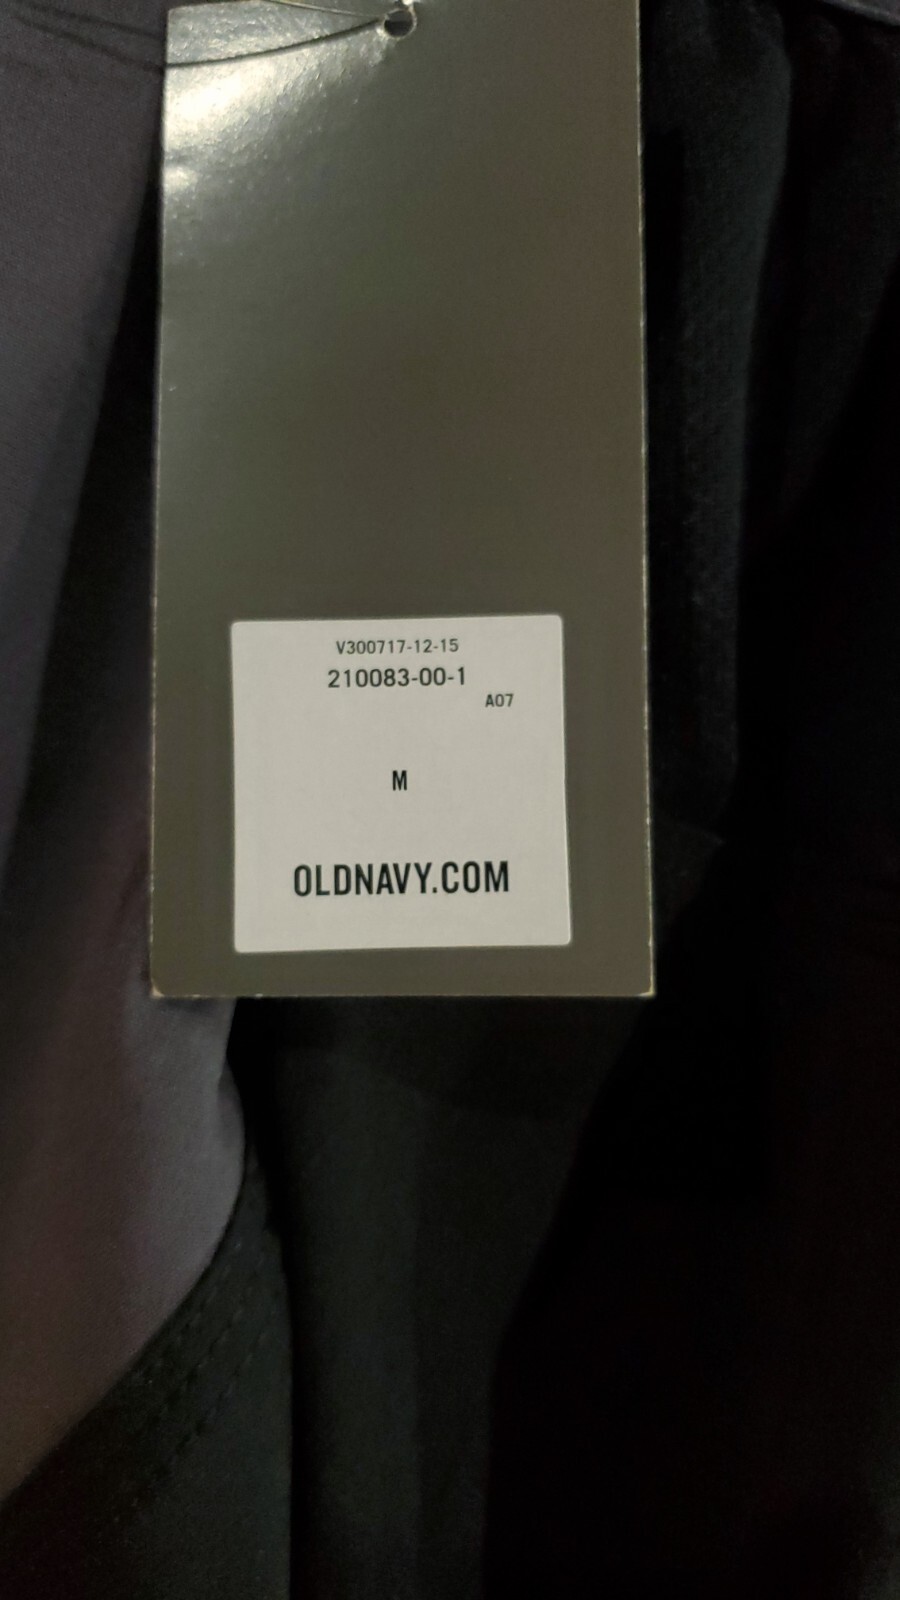 V300717-12-15
210083-00-1
A07
M
OLDNAVY.COM